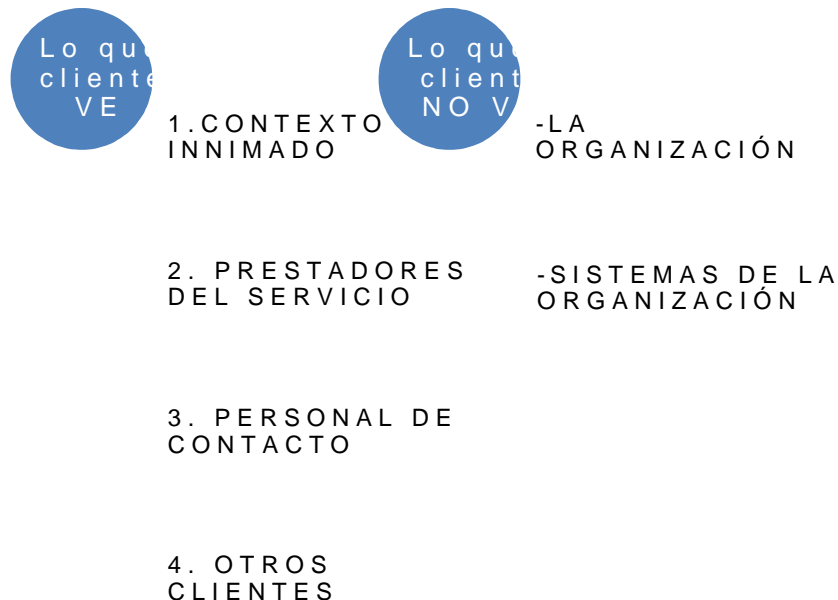 Lo que
cliente
VE
1.CONTEXTO
INNIMADO
2. PRESTADORES
DEL SERVICIO
3. PERSONAL DE
CONTACTO
4. OTROS
CLIENTES
Lo que
client
NO V
-LA
ORGANIZACIÓN
-SISTEMAS DE LA
ORGANIZACIÓN